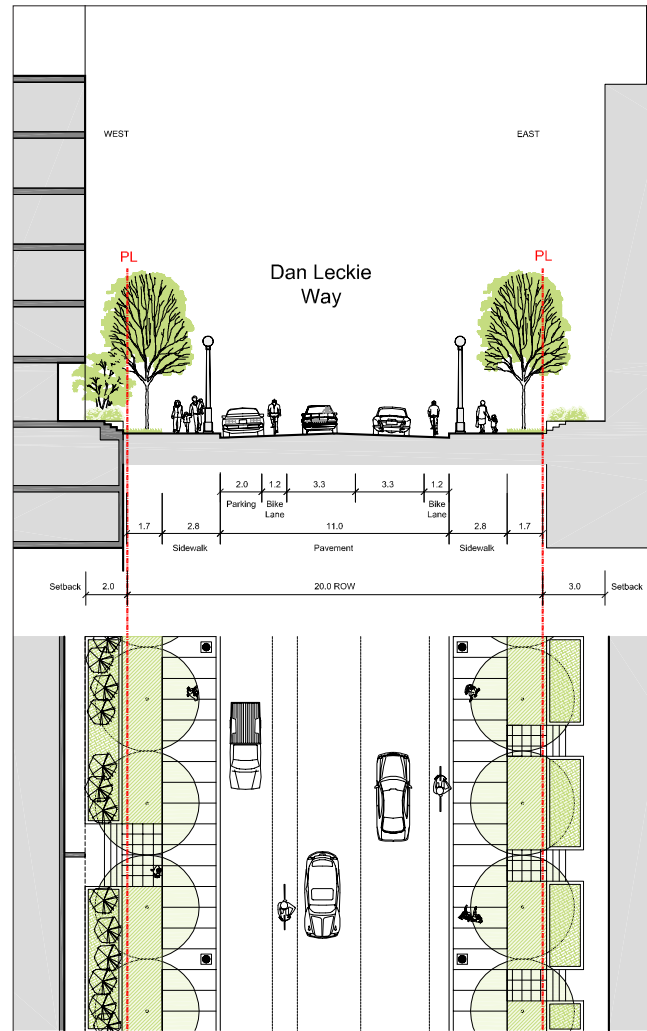 WEST
EAST
PL
PL
Dan Leckie
Way
2.0
1.2
3.3
3.3
1.2
Parking
Bike
Lane
Bike
Lane
1.7
2.8
11.0
2.8
1.7
Sidewalk
Pavement
Sidewalk
Setback
2.0
20.0 ROW
3.0
Setback